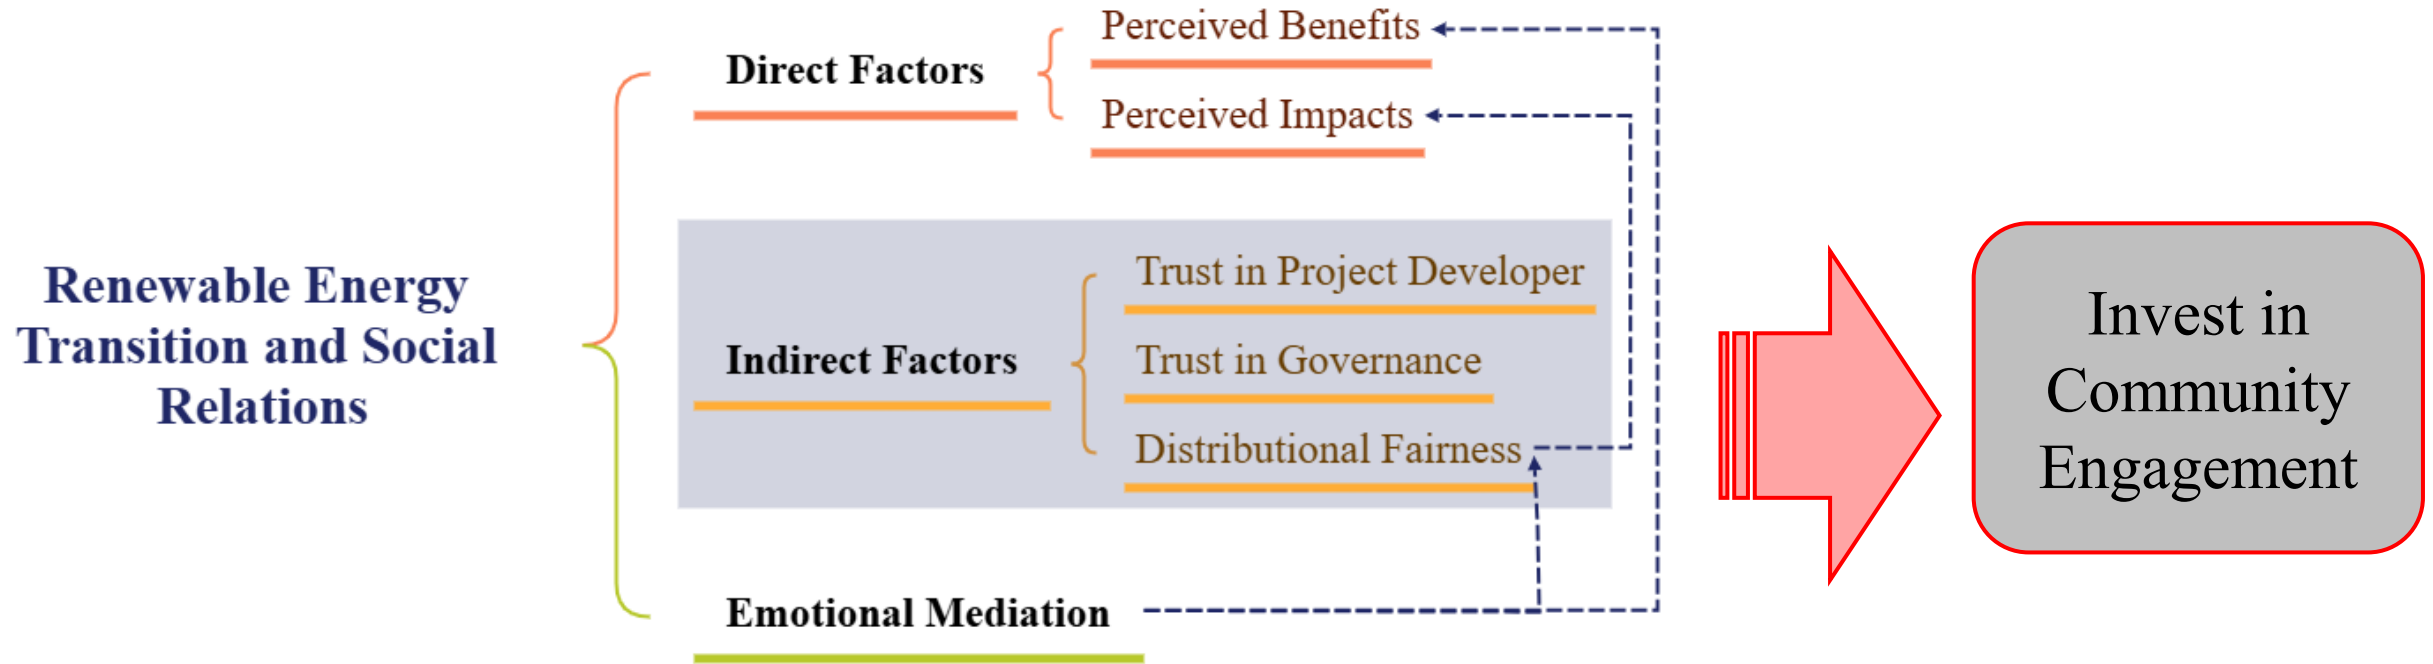 Renewable Energy
Transition and Social
Relations
Direct Factors
Perceived Benefits
Perceived Impacts
Indirect Factors
Trust in Project Developer
Trust in Governance
Distributional Fairness
Emotional Mediation
Invest in
Community
Engagement